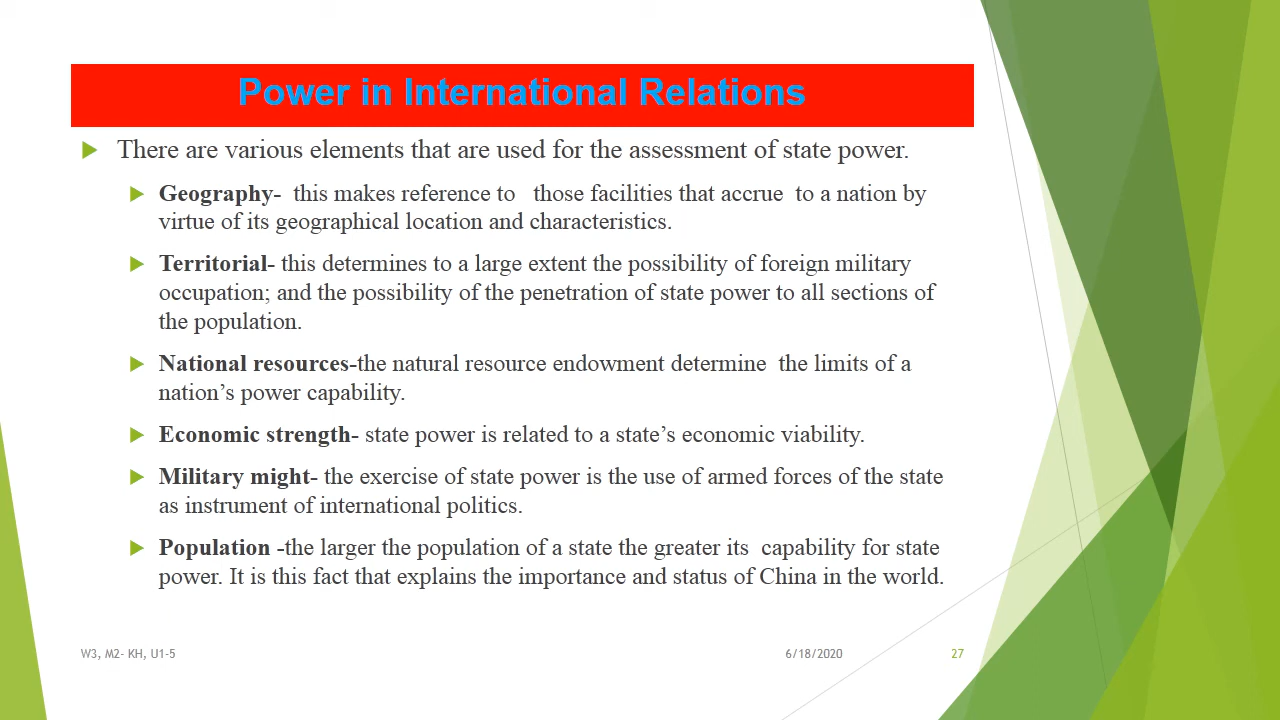 Power in International Relations
There are various elements that are used for the assessment of state power.
Geography- this makes reference to those facilities that accrue to a nation by
virtue of its geographical location and characteristics.
Territorial- this determines to a large extent the possibility of foreign military
occupation; and the possibility of the penetration of state power to all sections of
the population.
National resources-the natural resource endowment determine the limits of a
nation’s power capability.
Economic strength- state power is related to a state’s economic viability.
Military might- the exercise of state power is the use of armed forces of the state
as instrument of international politics.
Population -the larger the population of a state the greater its capability for state
power. It is this fact that explains the importance and status of China in the world.
W3, M2- KH, U1-5
6/18/2020
27